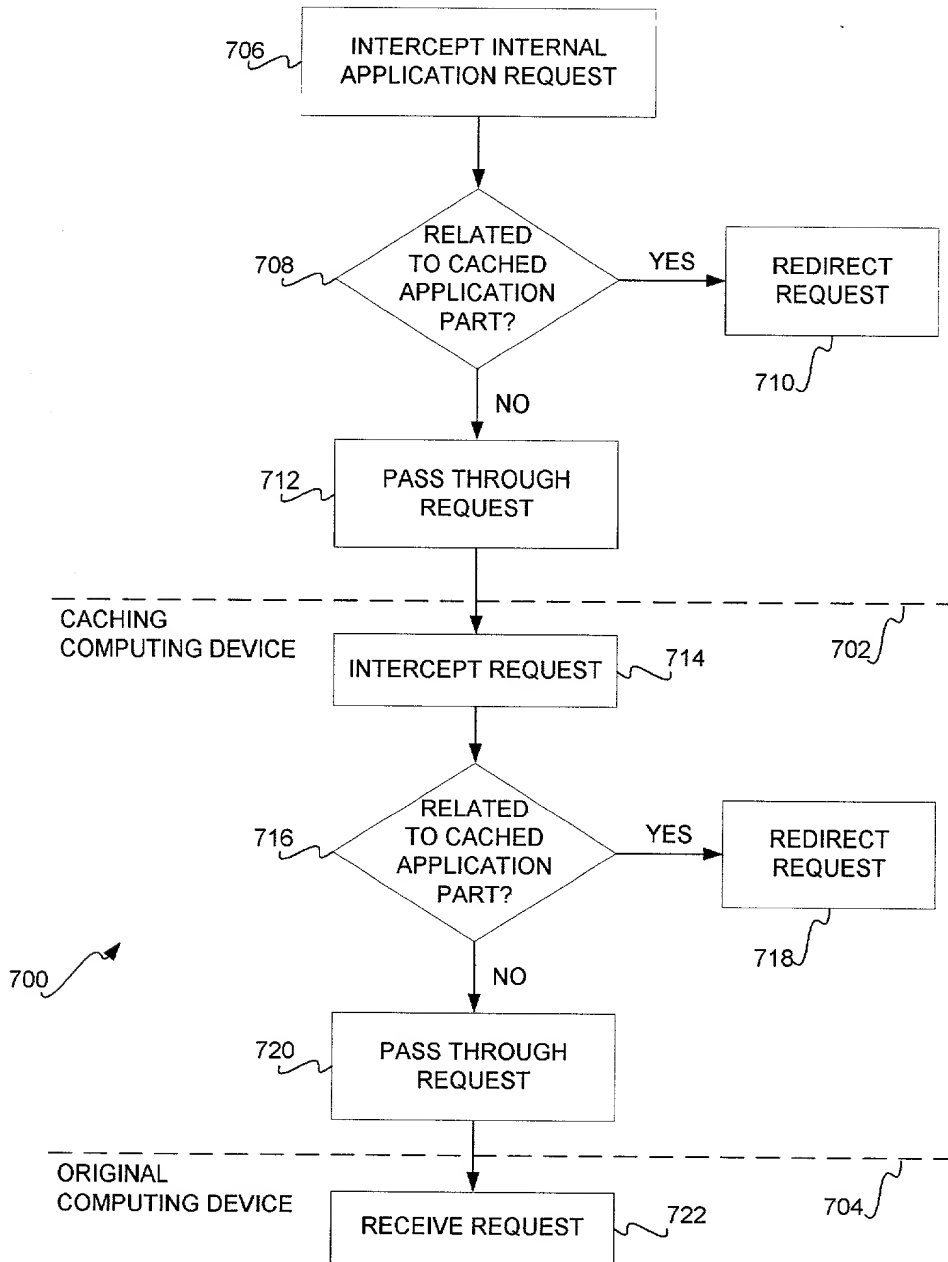 706
INTERCEPT INTERNAL
APPLICATION REQUEST
708
RELATED
TO CACHED
APPLICATION
PART?
YES
REDIRECT
REQUEST
710
NO
712
PASS THROUGH
REQUEST
CACHING
COMPUTING DEVICE
702
INTERCEPT REQUEST
714
716
RELATED
TO CACHED
APPLICATION
PART?
YES
REDIRECT
REQUEST
718
700
NO
720
PASS THROUGH
REQUEST
ORIGINAL
COMPUTING DEVICE
704
RECEIVE REQUEST
722